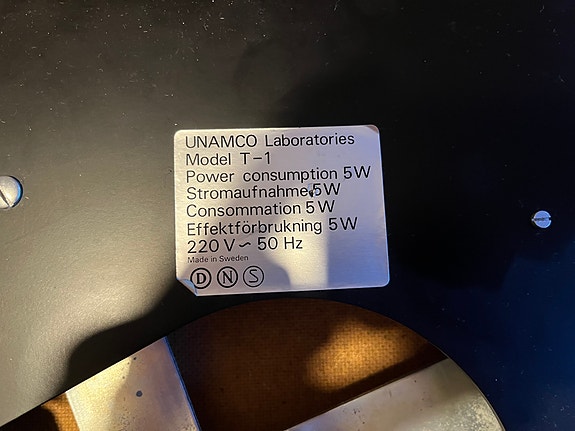 UNAMCO Laboratories
Model T-1
Power consumption 5W
Stromaufnahme 5W
Consommation 5W
Effektförbrukning 5W
220 V ~ 50 Hz
Made in Sweden
D N S